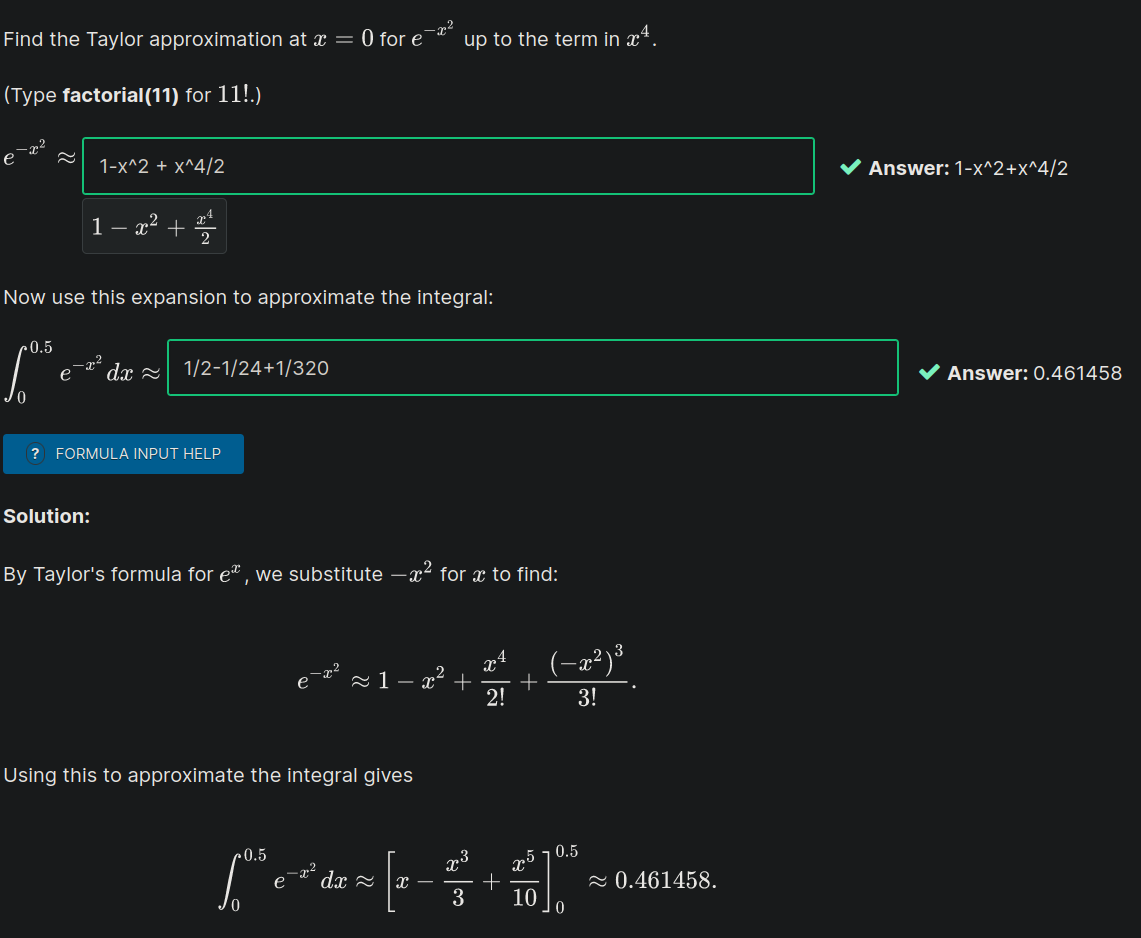 Find the Taylor approximation at $x = 0$ for $e^{-x^2}$ up to the term in $x^4$.
(Type **factorial(11)** for $11!$.)
$e^{-x^2} \approx$ 1-x^2 + x^4/2 ✔ **Answer:** 1-x^2+x^4/2
$1 - x^2 + \frac{x^4}{2}$
Now use this expansion to approximate the integral:
$\int_0^{0.5} e^{-x^2} dx \approx$ 1/2-1/24+1/320 ✔ **Answer:** 0.461458
? FORMULA INPUT HELP
**Solution:**
By Taylor's formula for $e^x$, we substitute $-x^2$ for $x$ to find:
$e^{-x^2} \approx 1 - x^2 + \frac{x^4}{2!} + \frac{(-x^2)^3}{3!}.$
Using this to approximate the integral gives
$\int_0^{0.5} e^{-x^2} dx \approx \left[ x - \frac{x^3}{3} + \frac{x^5}{10} \right]_0^{0.5} \approx 0.461458.$